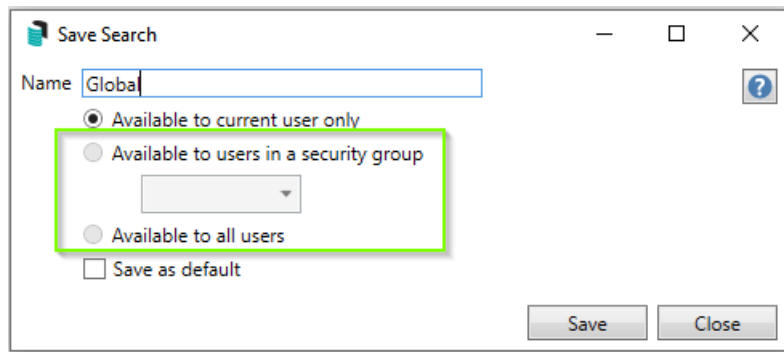 Save Search
Name Global
Available to current user only
Available to users in a security group
Available to all users
Save as default
Save Close